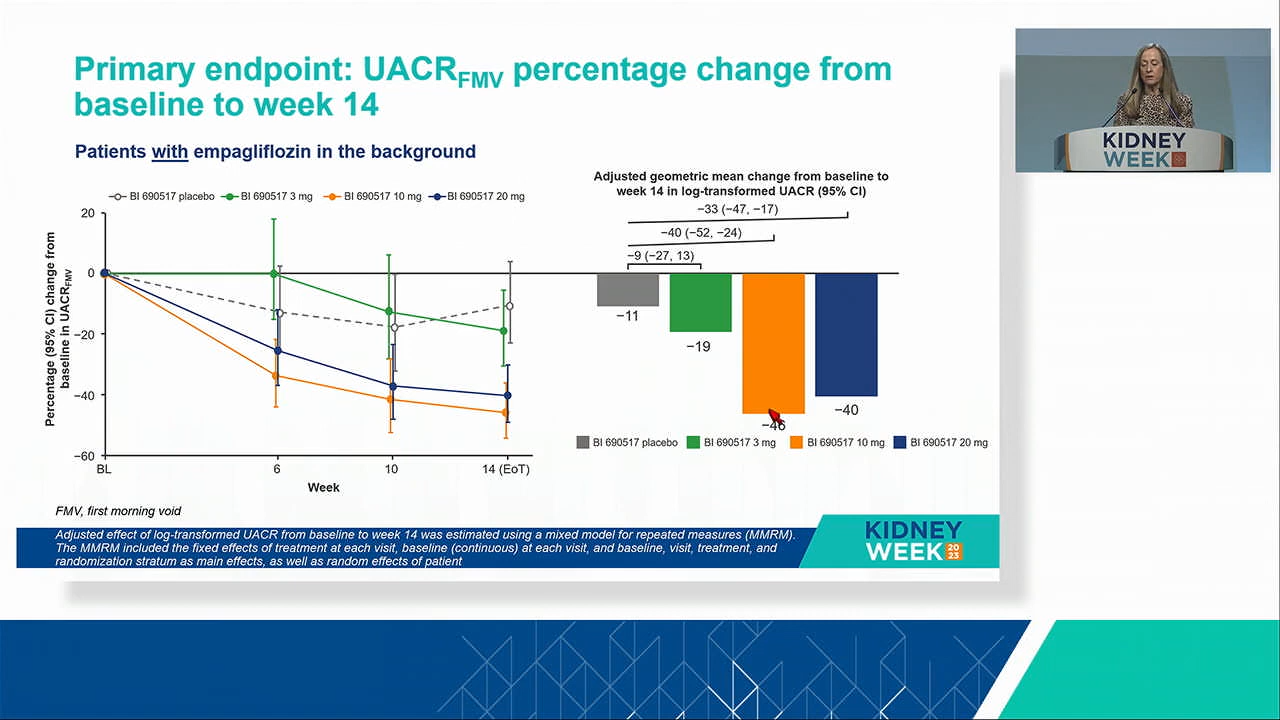 Primary endpoint: UACRFMV percentage change from
baseline to week 14
Patients with empagliflozin in the background
BI 690517 placebo BI 690517 3 mg BI 690517 10 mg BI 690517 20 mg
Percentage (95% CI) change from
baseline in UACRFMV
20
0
−20
−40
−60
BL 6 10 14 (EoT)
Week
Adjusted geometric mean change from baseline to
week 14 in log-transformed UACR (95% CI)
−33 (−47, −17)
−40 (−52, −24)
−9 (−27, 13)
−11
−19
−46
−40
BI 690517 placebo BI 690517 3 mg BI 690517 10 mg BI 690517 20 mg
FMV, first morning void
Adjusted effect of log-transformed UACR from baseline to week 14 was estimated using a mixed model for repeated measures (MMRM).
The MMRM included the fixed effects of treatment at each visit, baseline (continuous) at each visit, and baseline, visit, treatment, and
randomization stratum as main effects, as well as random effects of patient
KIDNEY
WEEK 20
23
KIDNEY
WEEK